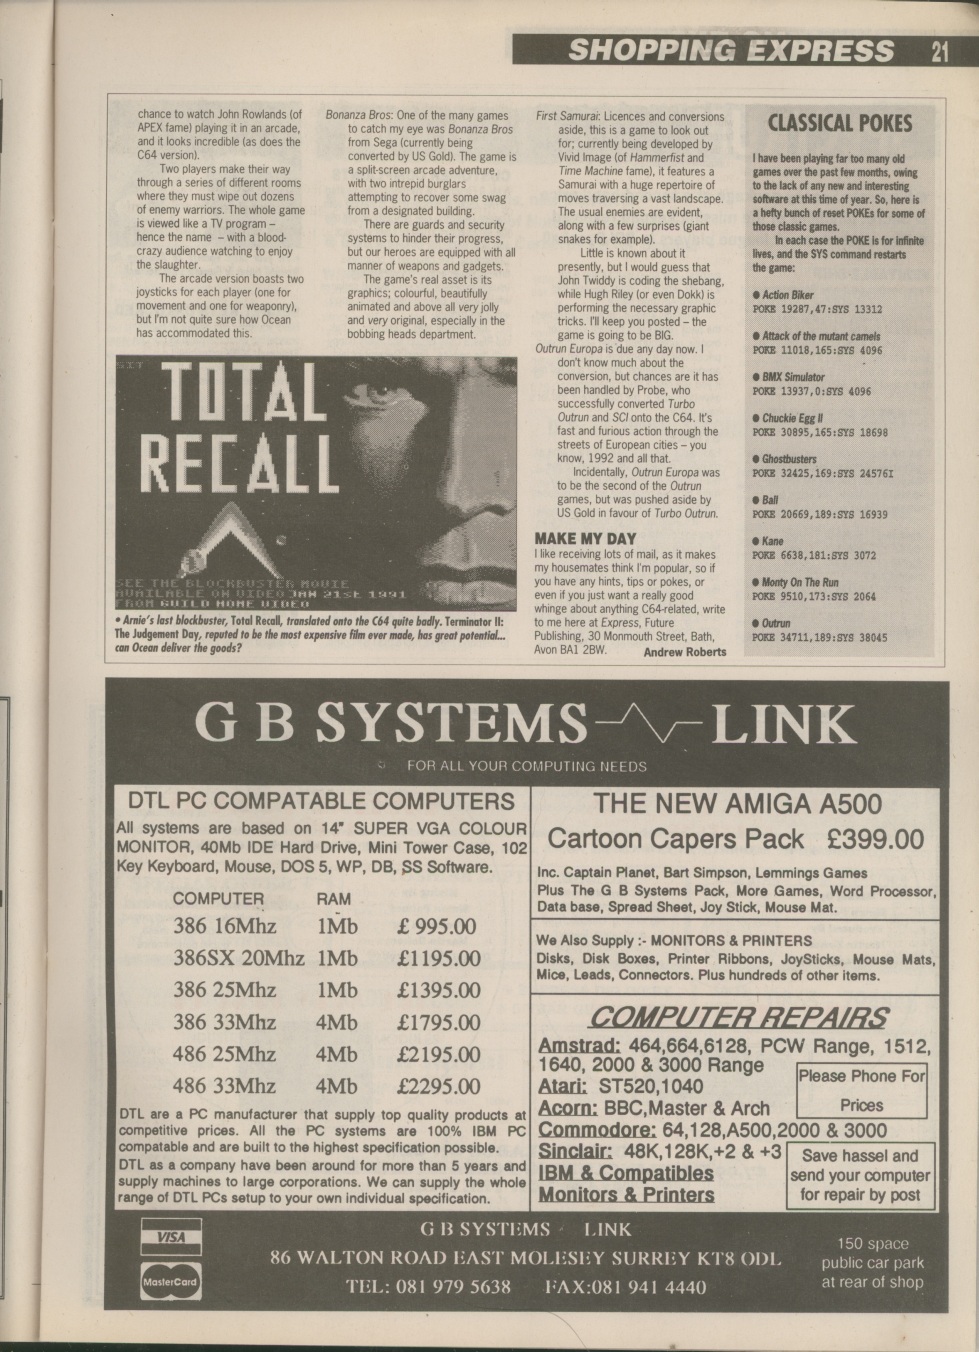 SHOPPING EXPRESS 21
chance to watch John Rowlands (of
APEX fame) playing it in an arcade,
and it looks incredible (as does the
C64 version).
Two players make their way
through a series of different rooms
where they must wipe out dozens
of enemy warriors. The whole game
is viewed like a TV program –
hence the name – with a blood-
crazy audience watching to enjoy
the slaughter.
The arcade version boasts two
joysticks for each player (one for
movement and one for weaponry),
but I'm not quite sure how Ocean
has accommodated this.
Bonanza Bros: One of the many games
to catch my eye was Bonanza Bros
from Sega (currently being
converted by US Gold). The game is
a split-screen arcade adventure,
with two intrepid burglars
attempting to recover some swag
from a designated building.
There are guards and security
systems to hinder their progress,
but our heroes are equipped with all
manner of weapons and gadgets.
The game's real asset is its
graphics; colourful, beautifully
animated and above all very jolly
and very original, especially in the
bobbing heads department.
TOTAL
RECALL
SEE THE BLOCKBUSTER MOVIE
AVAILABLE ON VIDEO JAN 21st 1991
FROM GUILD HOME VIDEO
• Arnie's last blockbuster, Total Recall, translated onto the C64 quite badly. Terminator II:
The Judgement Day, reputed to be the most expensive film ever made, has great potential...
can Ocean deliver the goods?
First Samurai: Licences and conversions
aside, this is a game to look out
for; currently being developed by
Vivid Image (of Hammerfist and
Time Machine fame), it features a
Samurai with a huge repertoire of
moves traversing a vast landscape.
The usual enemies are evident,
along with a few surprises (giant
snakes for example).
Little is known about it
presently, but I would guess that
John Twiddy is coding the shebang,
while Hugh Riley (or even Dokk) is
performing the necessary graphic
tricks. I'll keep you posted – the
game is going to be BIG.
Outrun Europa is due any day now. I
don't know much about the
conversion, but chances are it has
been handled by Probe, who
successfully converted Turbo
Outrun and SCI onto the C64. It's
fast and furious action through the
streets of European cities – you
know, 1992 and all that.
Incidentally, Outrun Europa was
to be the second of the Outrun
games, but was pushed aside by
US Gold in favour of Turbo Outrun.
MAKE MY DAY
I like receiving lots of mail, as it makes
my housemates think I'm popular, so if
you have any hints, tips or pokes, or
even if you just want a really good
whinge about anything C64-related, write
to me here at Express, Future
Publishing, 30 Monmouth Street, Bath,
Avon BA1 2BW. Andrew Roberts
CLASSICAL POKES
I have been playing far too many old
games over the past few months, owing
to the lack of any new and interesting
software at this time of year. So, here is
a hefty bunch of reset POKEs for some of
those classic games.
In each case the POKE is for infinite
lives, and the SYS command restarts
the game:
● Action Biker
POKE 19287,47:SYS 13312
● Attack of the mutant camels
POKE 11018,165:SYS 4096
● BMX Simulator
POKE 13937,0:SYS 4096
● Chuckie Egg II
POKE 30895,165:SYS 18698
● Ghostbusters
POKE 32425,169:SYS 24576I
● Ball
POKE 20669,189:SYS 16939
● Kane
POKE 6638,181:SYS 3072
● Monty On The Run
POKE 9510,173:SYS 2064
● Outrun
POKE 34711,189:SYS 38045
G B SYSTEMS LINK
FOR ALL YOUR COMPUTING NEEDS
DTL PC COMPATABLE COMPUTERS
All systems are based on 14" SUPER VGA COLOUR
MONITOR, 40Mb IDE Hard Drive, Mini Tower Case, 102
Key Keyboard, Mouse, DOS 5, WP, DB, SS Software.
COMPUTER RAM
386 16Mhz 1Mb £ 995.00
386SX 20Mhz 1Mb £1195.00
386 25Mhz 1Mb £1395.00
386 33Mhz 4Mb £1795.00
486 25Mhz 4Mb £2195.00
486 33Mhz 4Mb £2295.00
DTL are a PC manufacturer that supply top quality products at
competitive prices. All the PC systems are 100% IBM PC
compatable and are built to the highest specification possible.
DTL as a company have been around for more than 5 years and
supply machines to large corporations. We can supply the whole
range of DTL PCs setup to your own individual specification.
THE NEW AMIGA A500
Cartoon Capers Pack £399.00
Inc. Captain Planet, Bart Simpson, Lemmings Games
Plus The G B Systems Pack, More Games, Word Processor,
Data base, Spread Sheet, Joy Stick, Mouse Mat.
We Also Supply :- MONITORS & PRINTERS
Disks, Disk Boxes, Printer Ribbons, JoySticks, Mouse Mats,
Mice, Leads, Connectors. Plus hundreds of other items.
COMPUTER REPAIRS
Amstrad: 464,664,6128, PCW Range, 1512,
1640, 2000 & 3000 Range
Atari: ST520,1040
Acorn: BBC,Master & Arch
Commodore: 64,128,A500,2000 & 3000
Sinclair: 48K,128K,+2 & +3
IBM & Compatibles
Monitors & Printers
Please Phone For
Prices
Save hassel and
send your computer
for repair by post
VISA
MasterCard
G B SYSTEMS LINK
86 WALTON ROAD EAST MOLESEY SURREY KT8 ODL
TEL: 081 979 5638 FAX:081 941 4440
150 space
public car park
at rear of shop